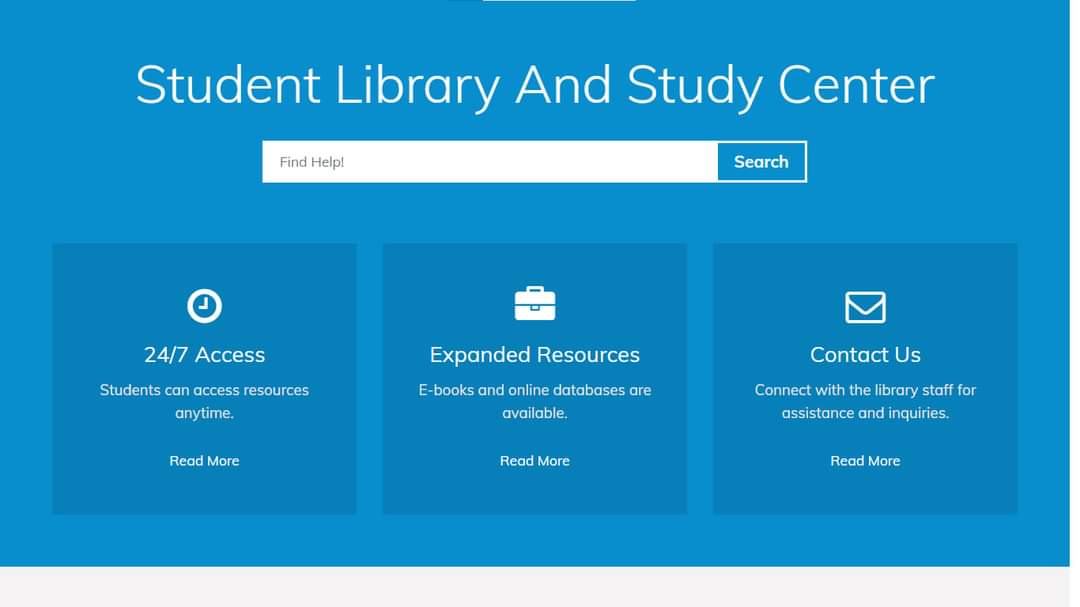 Student Library And Study Center
Find Help!
Search
24/7 Access
Students can access resources
anytime.
Read More
Expanded Resources
E-books and online databases are
available.
Read More
Contact Us
Connect with the library staff for
assistance and inquiries.
Read More